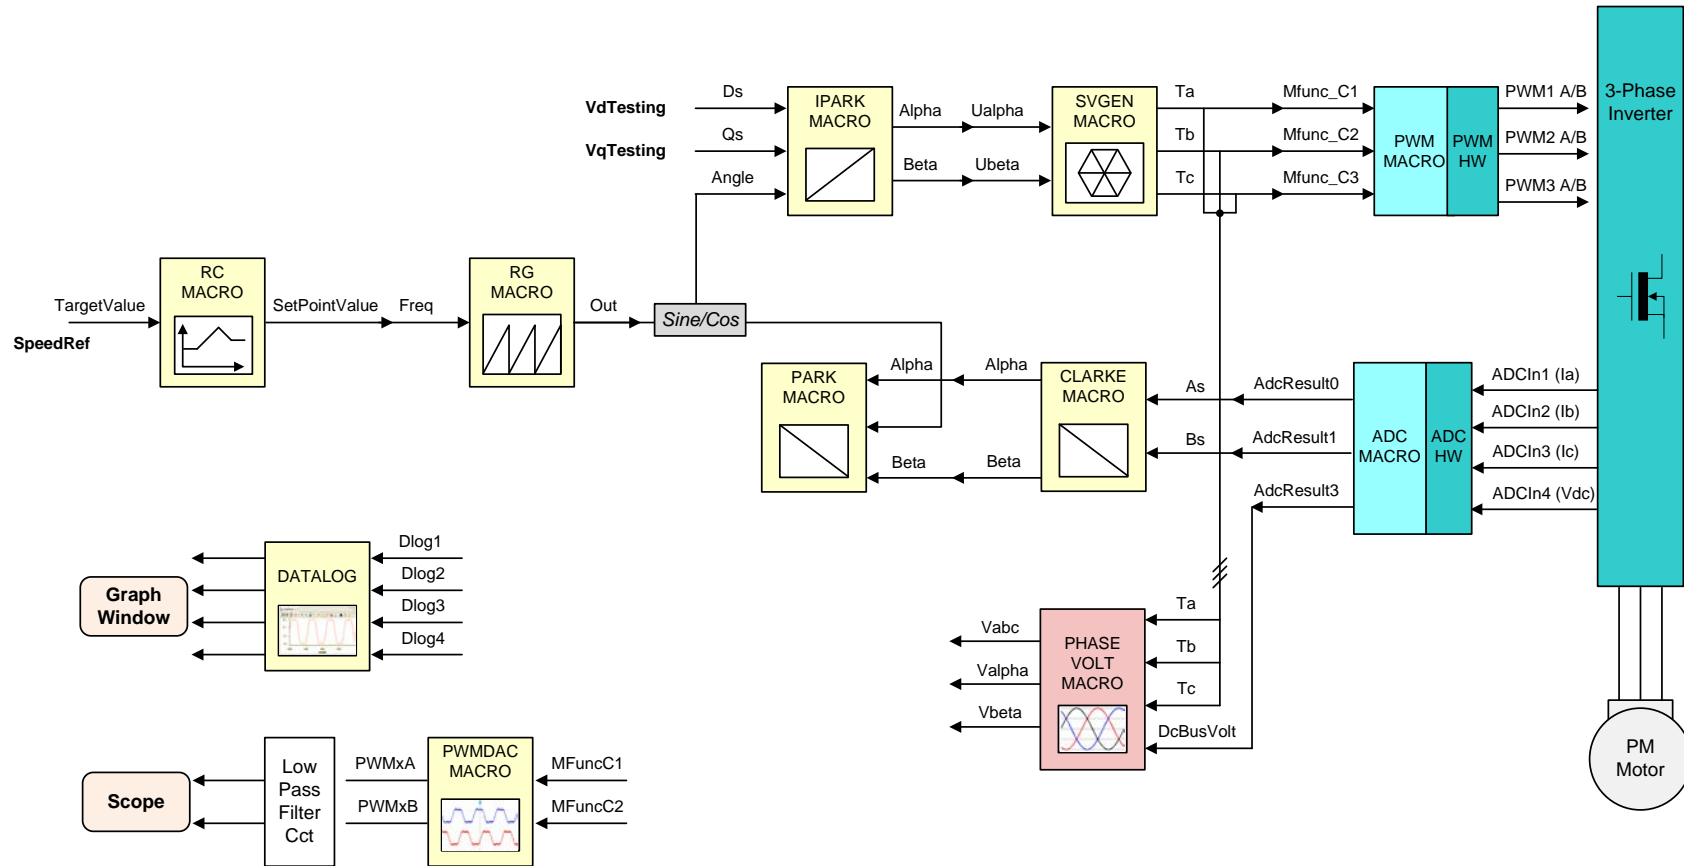 Ds
VdTesting
Qs
VqTesting
Angle
IPARK
MACRO
Alpha
Ualpha
Beta
Ubeta
SVGEN
MACRO
Ta
Mfunc_C1
Tb
Mfunc_C2
Tc
Mfunc_C3
PWM
MACRO
PWM
HW
PWM1 A/B
PWM2 A/B
PWM3 A/B
3-Phase
Inverter
TargetValue
SpeedRef
RC
MACRO
SetPointValue
Freq
RG
MACRO
Out
Sine/Cos
PARK
MACRO
Alpha
Alpha
Beta
Beta
CLARKE
MACRO
As
AdcResult0
Bs
AdcResult1
AdcResult3
ADC
MACRO
ADC
HW
ADCIn1 (Ia)
ADCIn2 (Ib)
ADCIn3 (Ic)
ADCIn4 (Vdc)
Graph
Window
DATALOG
Dlog1
Dlog2
Dlog3
Dlog4
Vabc
Valpha
Vbeta
PHASE
VOLT
MACRO
Ta
Tb
Tc
DcBusVolt
Scope
Low
Pass
Filter
Cct
PWMxA
PWMxB
PWMDAC
MACRO
MFuncC1
MFuncC2
PM
Motor